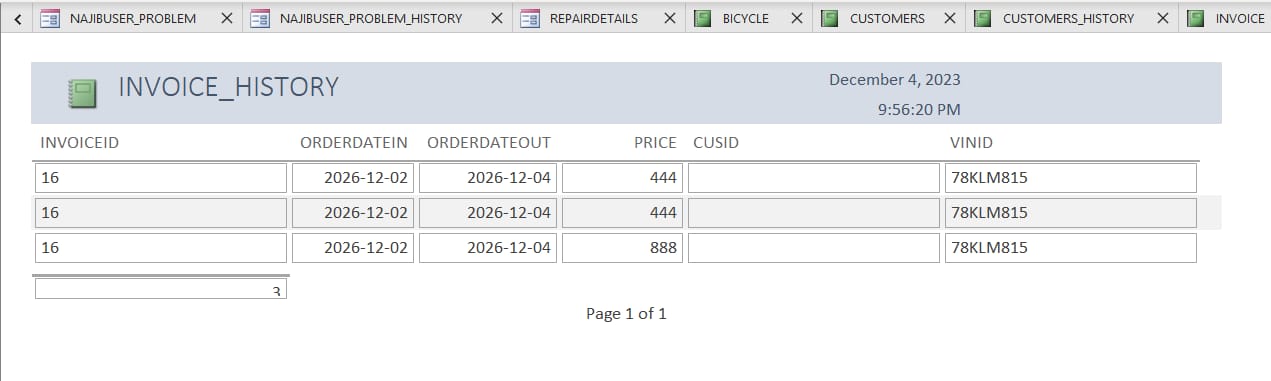 NAJIBUSER_PROBLEM NAJIBUSER_PROBLEM_HISTORY REPAIRDETAILS BICYCLE CUSTOMERS CUSTOMERS_HISTORY INVOICE
INVOICE_HISTORY December 4, 2023
9:56:20 PM
INVOICEID ORDERDATEIN ORDERDATEOUT PRICE CUSID VINID
16 2026-12-02 2026-12-04 444 78KLM815
16 2026-12-02 2026-12-04 444 78KLM815
16 2026-12-02 2026-12-04 888 78KLM815
3
Page 1 of 1